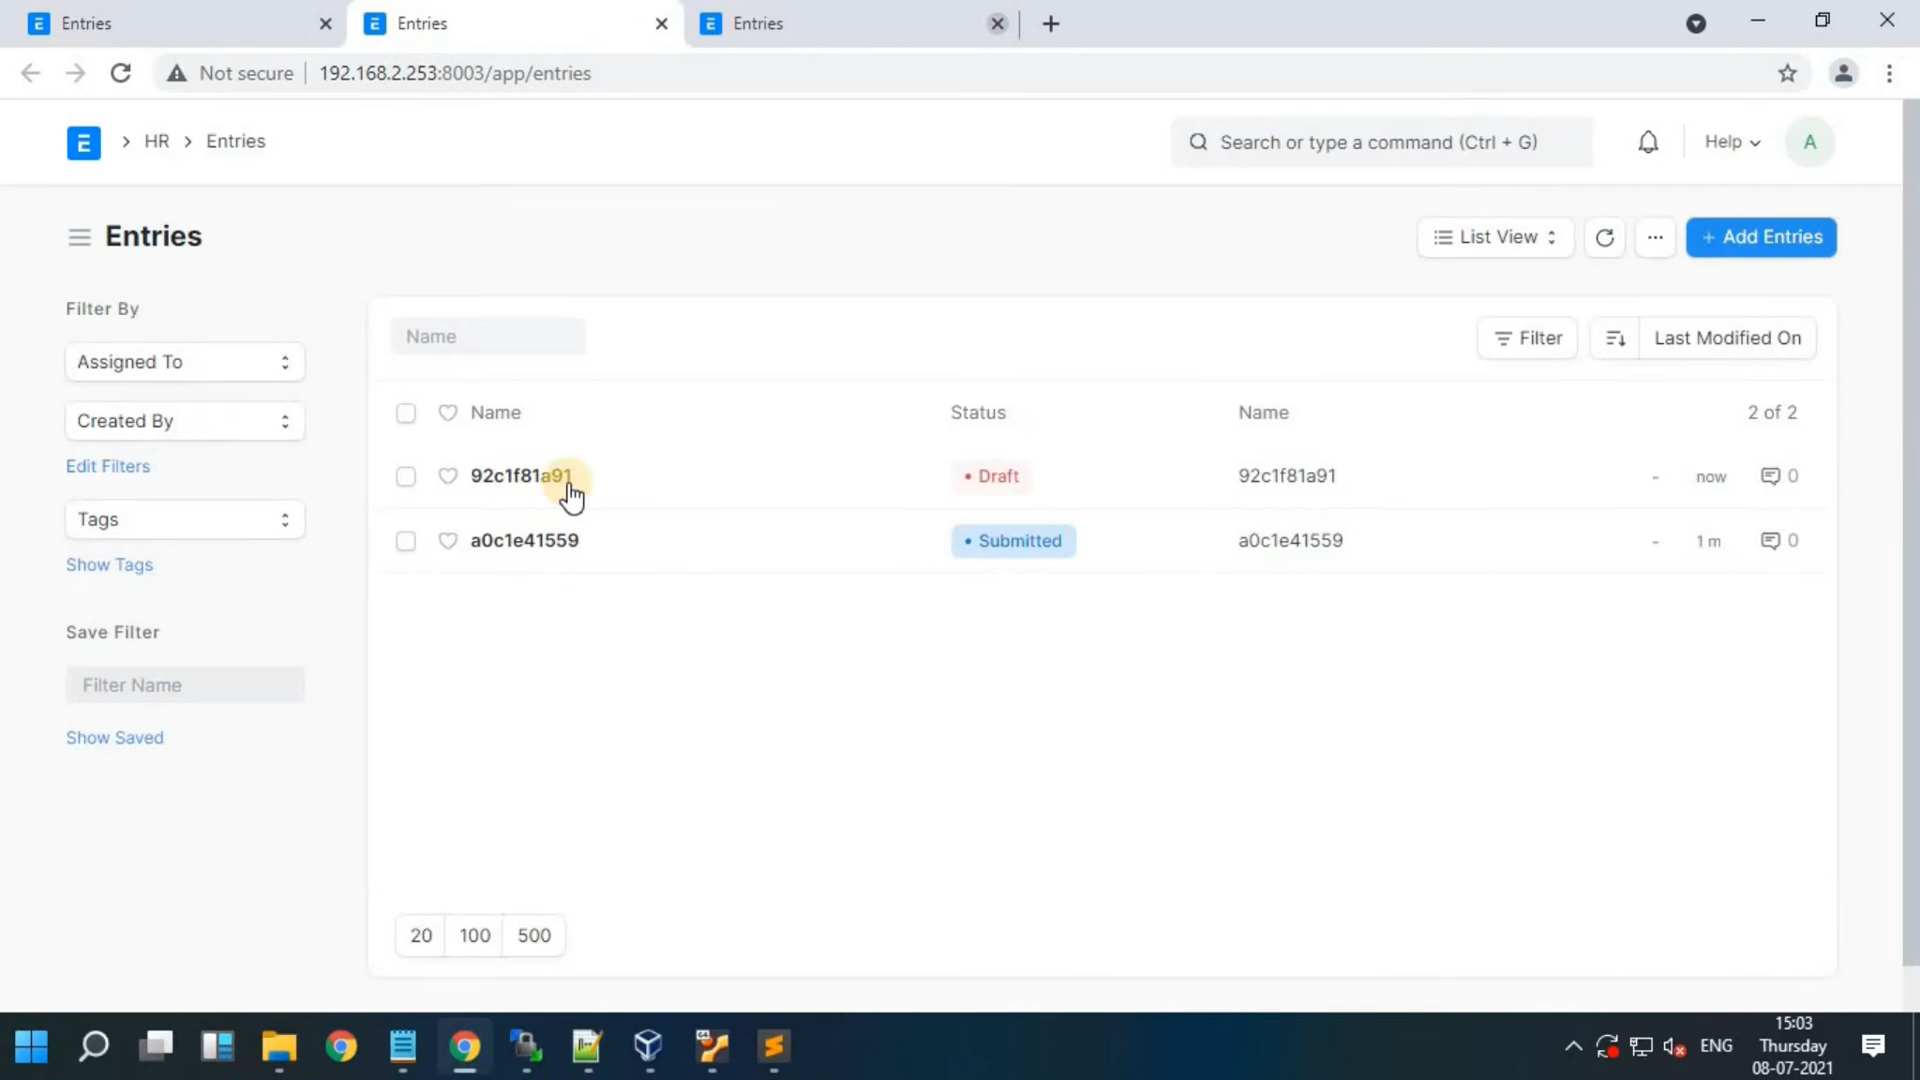 Entries
Entries
Entries
Not secure
192.168.2.253:8003/app/entries
HR
Entries
Search or type a command (Ctrl + G)
Help
A
Entries
List View
+ Add Entries
Filter By
Assigned To
Created By
Edit Filters
Tags
Show Tags
Save Filter
Filter Name
Show Saved
Name
Filter
Last Modified On
Name
Status
Name
2 of 2
92c1f81a91
Draft
92c1f81a91
-
now
0
a0c1e41559
Submitted
a0c1e41559
-
1 m
0
20
100
500
ENG
15:03
Thursday
08-07-2021